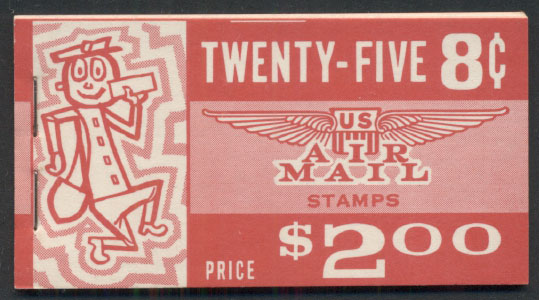 TWENTY-FIVE 8¢
US
AIR
MAIL
STAMPS
PRICE $2.00